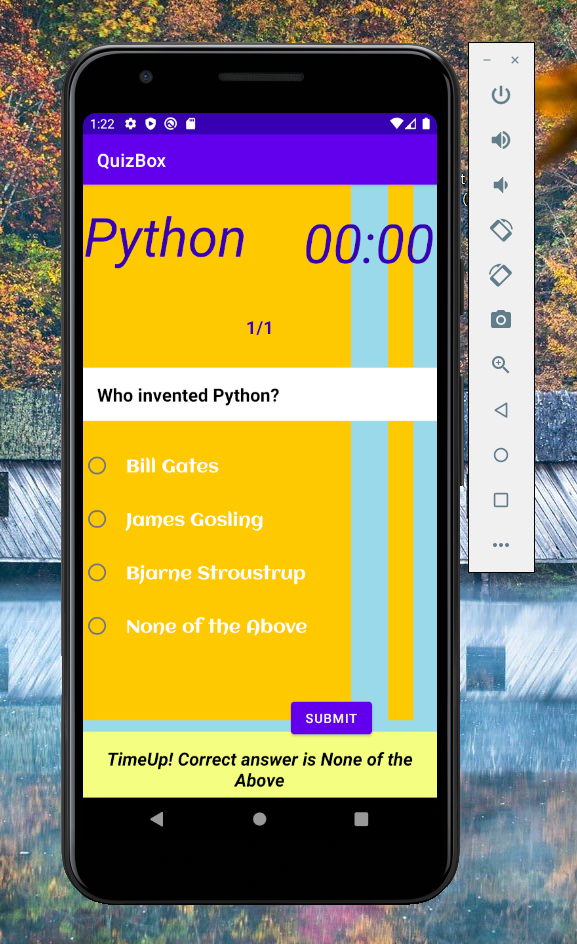 1:22
QuizBox
Python
00:00
1/1
Who invented Python?
Bill Gates
James Gosling
Bjarne Stroustrup
None of the Above
SUBMIT
TimeUp! Correct answer is None of the
Above